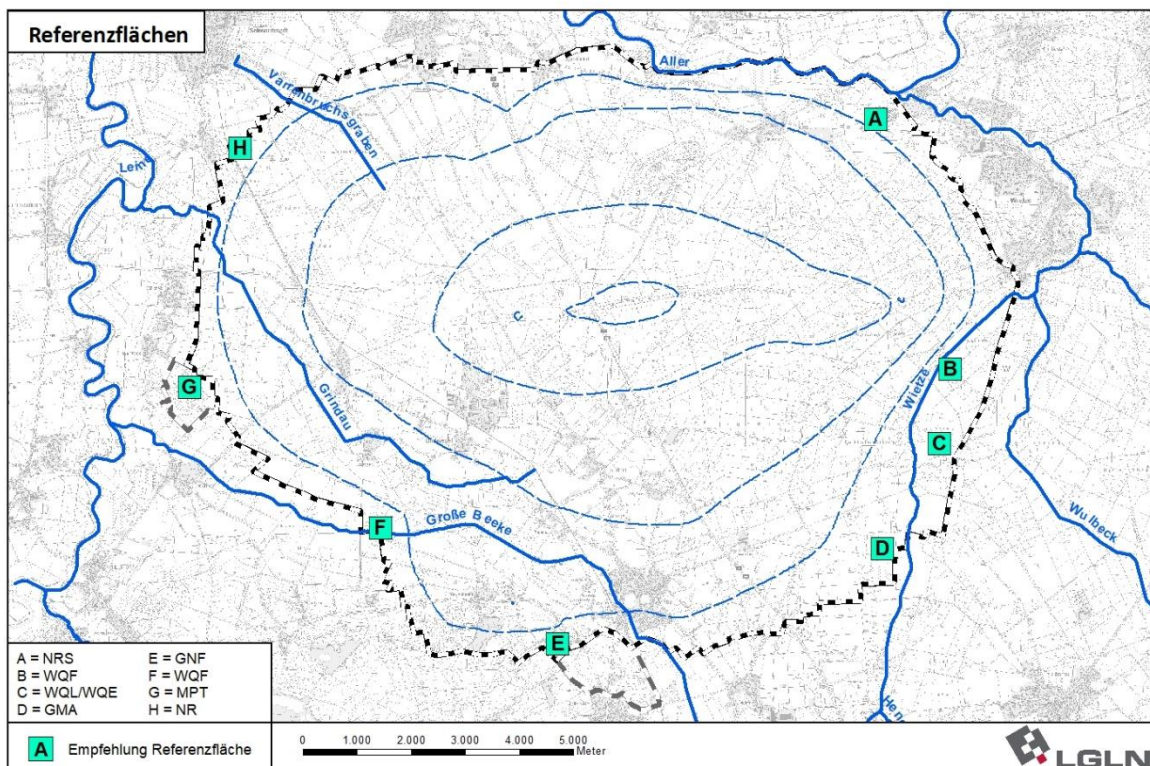 Referenzflächen
Aller
Varrenbruchsgraben
A
H
Leine
G
Grindau
Wietze
B
C
D
Wulbeck
F
Große Beeke
E
A = NRS
B = WQF
C = WQL/WQE
D = GMA
E = GNF
F = WQF
G = MPT
H = NR
A Empfehlung Referenzfläche
0 1.000 2.000 3.000 4.000 5.000
Meter
LGLN